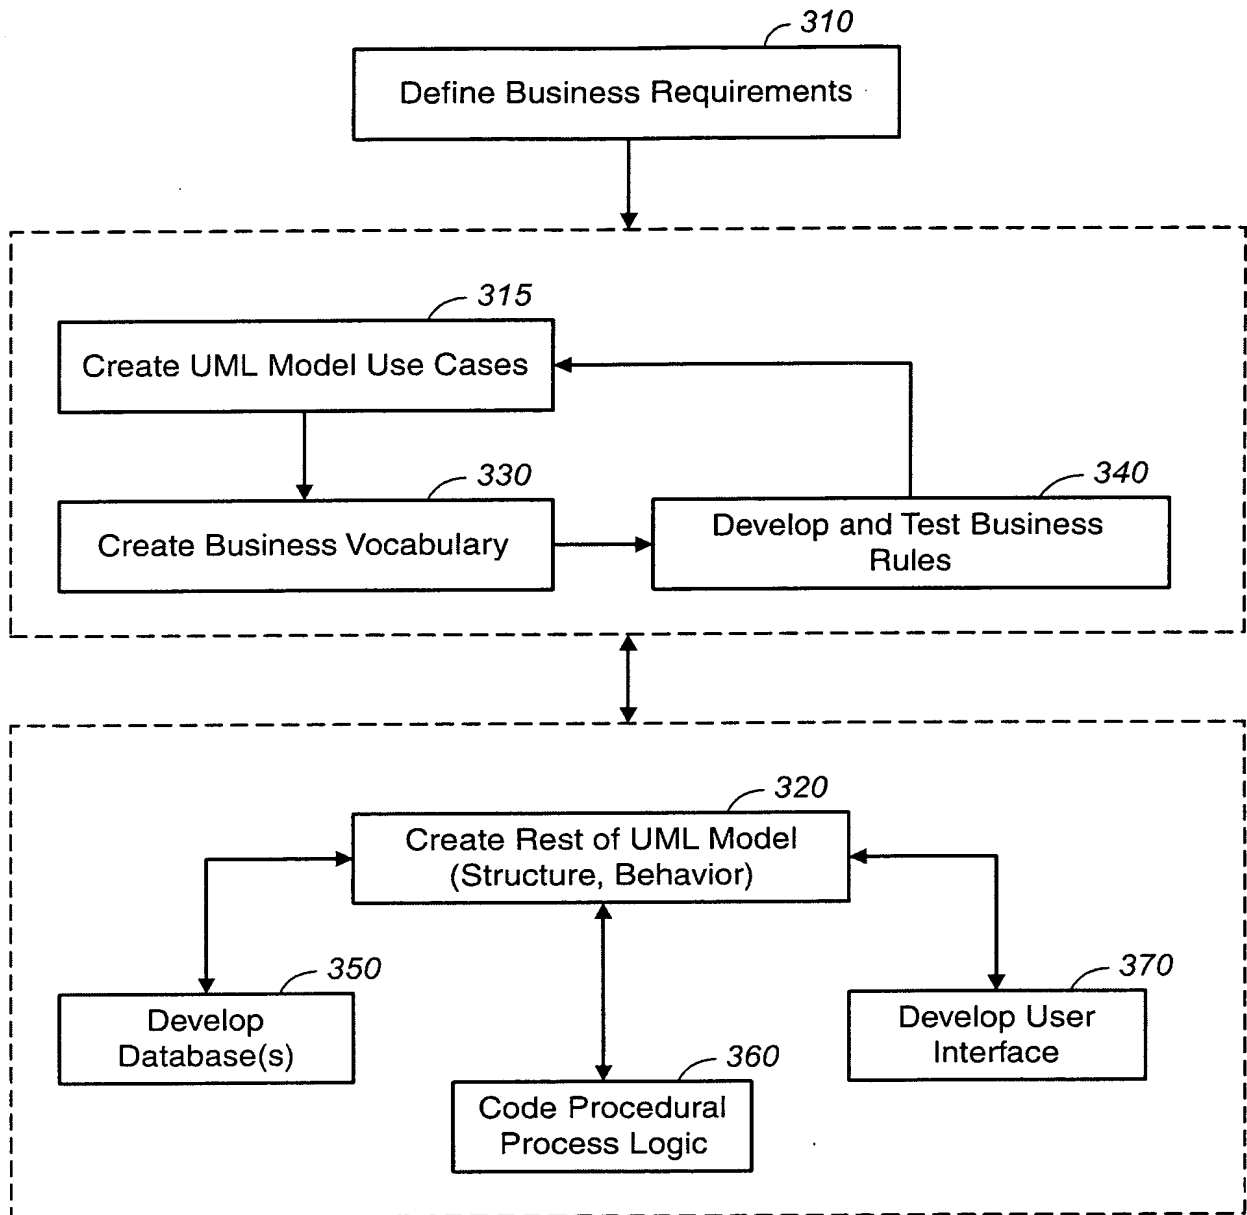 310
Define Business Requirements
315
Create UML Model Use Cases
330
Create Business Vocabulary
340
Develop and Test Business
Rules
320
Create Rest of UML Model
(Structure, Behavior)
350
Develop
Database(s)
360
Code Procedural
Process Logic
370
Develop User
Interface